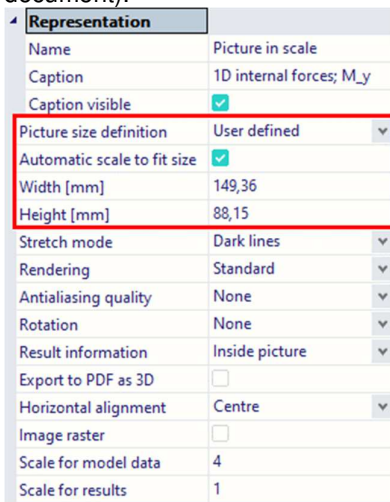 document).
Representation
Name Picture in scale
Caption 1D internal forces; M_y
Caption visible
Picture size definition User defined
Automatic scale to fit size
Width [mm] 149,36
Height [mm] 88,15
Stretch mode Dark lines
Rendering Standard
Antialiasing quality None
Rotation None
Result information Inside picture
Export to PDF as 3D
Horizontal alignment Centre
Image raster
Scale for model data 4
Scale for results 1